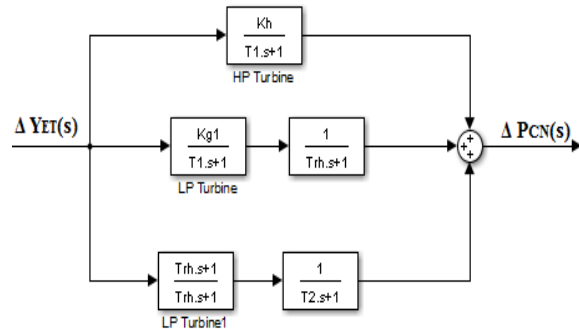 Kh
T1.s+1
HP Turbine
Δ YET(s)
Kg1
T1.s+1
LP Turbine
1
Trh.s+1
+
+
+
Δ PCN(s)
Trh.s+1
Trh.s+1
LP Turbine1
1
T2.s+1